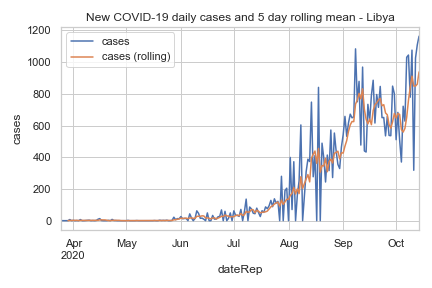 New COVID-19 daily cases and 5 day rolling mean - Libya
cases
cases (rolling)
1200
1000
800
600
400
200
0
cases
Apr
2020
May
Jun
Jul
Aug
Sep
Oct
dateRep